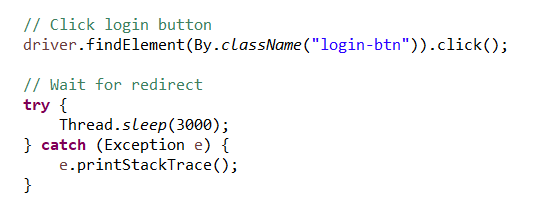 // Click login button
driver.findElement(By.className("login-btn")).click();
// Wait for redirect
try {
    Thread.sleep(3000);
} catch (Exception e) {
    e.printStackTrace();
}